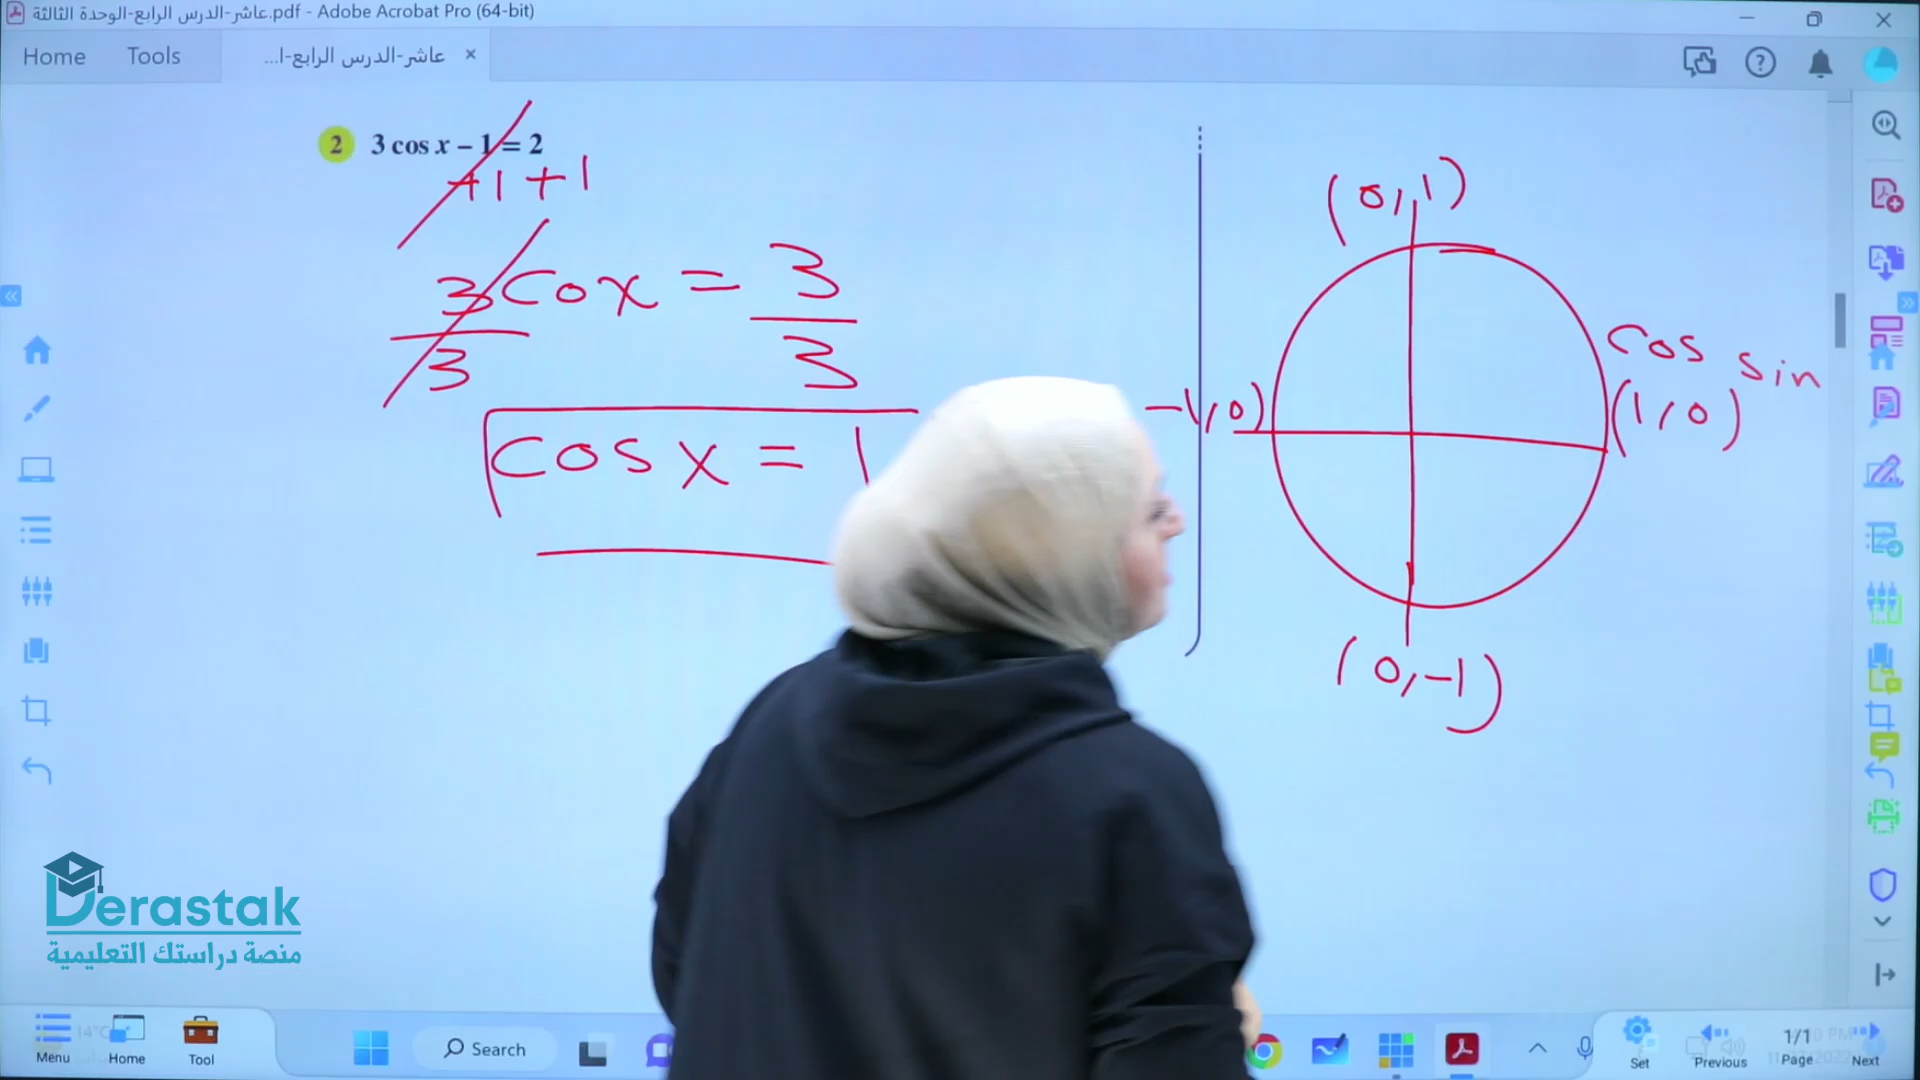 عاشر-الدرس الرابع-الوحدة الثالثة.pdf - Adobe Acrobat Pro (64-bit)
Home Tools عاشر-الدرس الرابع-ا... ×
2 3 cos x – 1 = 2
+1 +1
3 cox = 3
3 3
cos x = 1
(0,1)
cos sin
-1,0)
(1,0)
(0,-1)
Derastak
منصة دراستك التعليمية
Menu Home Tool
14°C
Search
Set Previous 1/1 Page Next